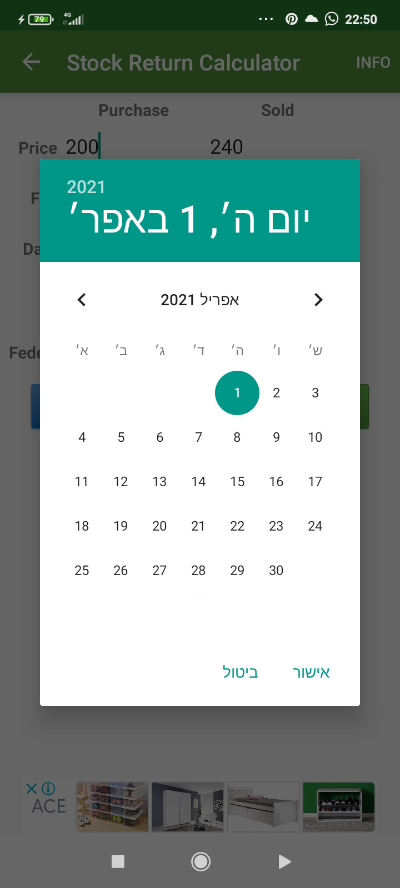 79 4G ... 22:50
Stock Return Calculator INFO
Purchase Sold
Price 200 240
F
Da
Fede
2021
יום ה׳, 1 באפר׳
אפריל 2021
א׳ ב׳ ג׳ ד׳ ה׳ ו׳ ש׳
1 2 3
4 5 6 7 8 9 10
11 12 13 14 15 16 17
18 19 20 21 22 23 24
25 26 27 28 29 30
ביטול אישור
ACE